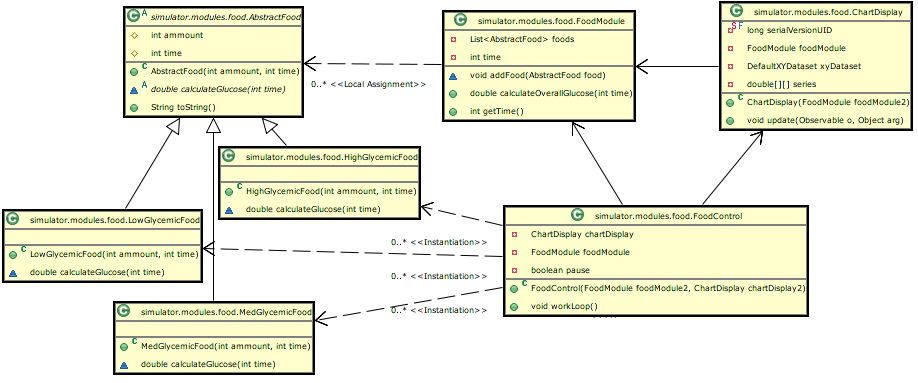 simulator.modules.food.AbstractFood
int ammount
int time
AbstractFood(int ammount, int time)
double calculateGlucose(int time)
String toString()
simulator.modules.food.FoodModule
List<AbstractFood> foods
int time
void addFood(AbstractFood food)
double calculateOverallGlucose(int time)
int getTime()
simulator.modules.food.ChartDisplay
long serialVersionUID
FoodModule foodModule
DefaultXYDataset xyDataset
double[][] series
ChartDisplay(FoodModule foodModule2)
void update(Observable o, Object arg)
0..* <<Local Assignment>>
simulator.modules.food.HighGlycemicFood
HighGlycemicFood(int ammount, int time)
double calculateGlucose(int time)
simulator.modules.food.LowGlycemicFood
LowGlycemicFood(int ammount, int time)
double calculateGlucose(int time)
simulator.modules.food.FoodControl
ChartDisplay chartDisplay
FoodModule foodModule
boolean pause
FoodControl(FoodModule foodModule2, ChartDisplay chartDisplay2)
void workLoop()
0..* <<Instantiation>>
0..* <<Instantiation>>
0..* <<Instantiation>>
simulator.modules.food.MedGlycemicFood
MedGlycemicFood(int ammount, int time)
double calculateGlucose(int time)